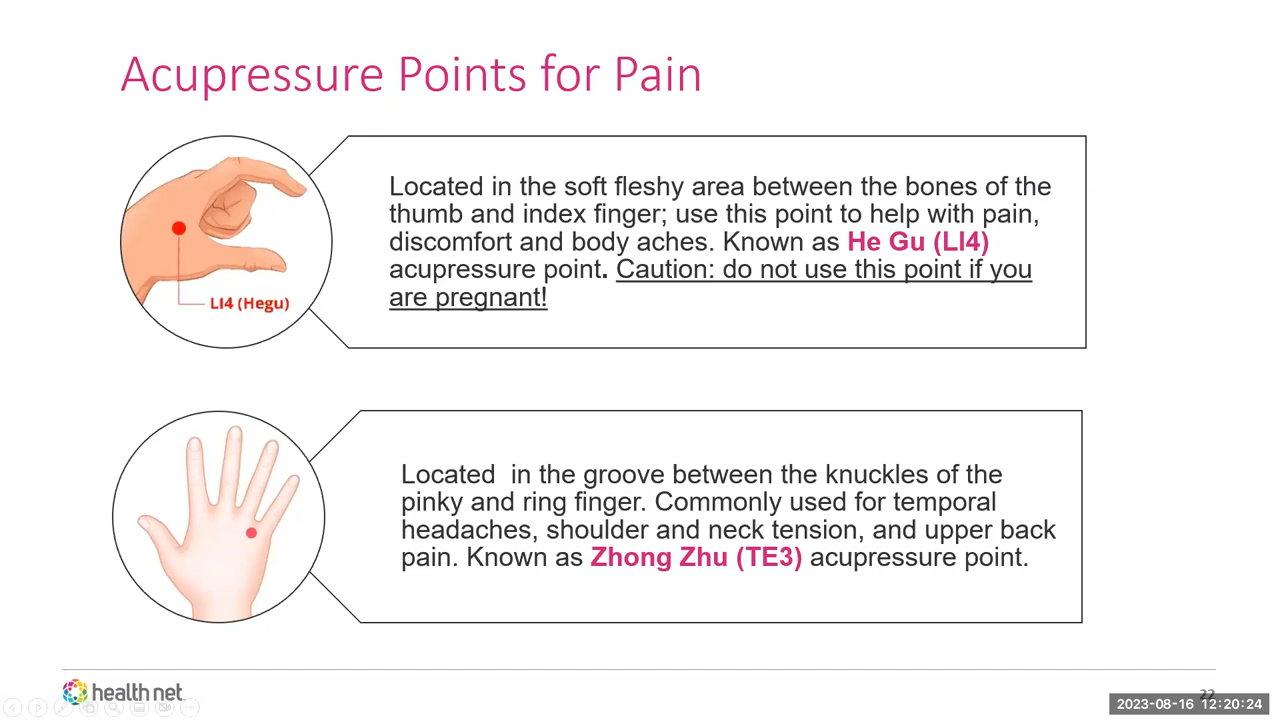 Acupressure Points for Pain
Located in the soft fleshy area between the bones of the
thumb and index finger; use this point to help with pain,
discomfort and body aches. Known as He Gu (LI4)
acupressure point. Caution: do not use this point if you
are pregnant!
LI4 (Hegu)
Located  in the groove between the knuckles of the
pinky and ring finger. Commonly used for temporal
headaches, shoulder and neck tension, and upper back
pain. Known as Zhong Zhu (TE3) acupressure point.
health net
22
2023-08-16 12:20:24